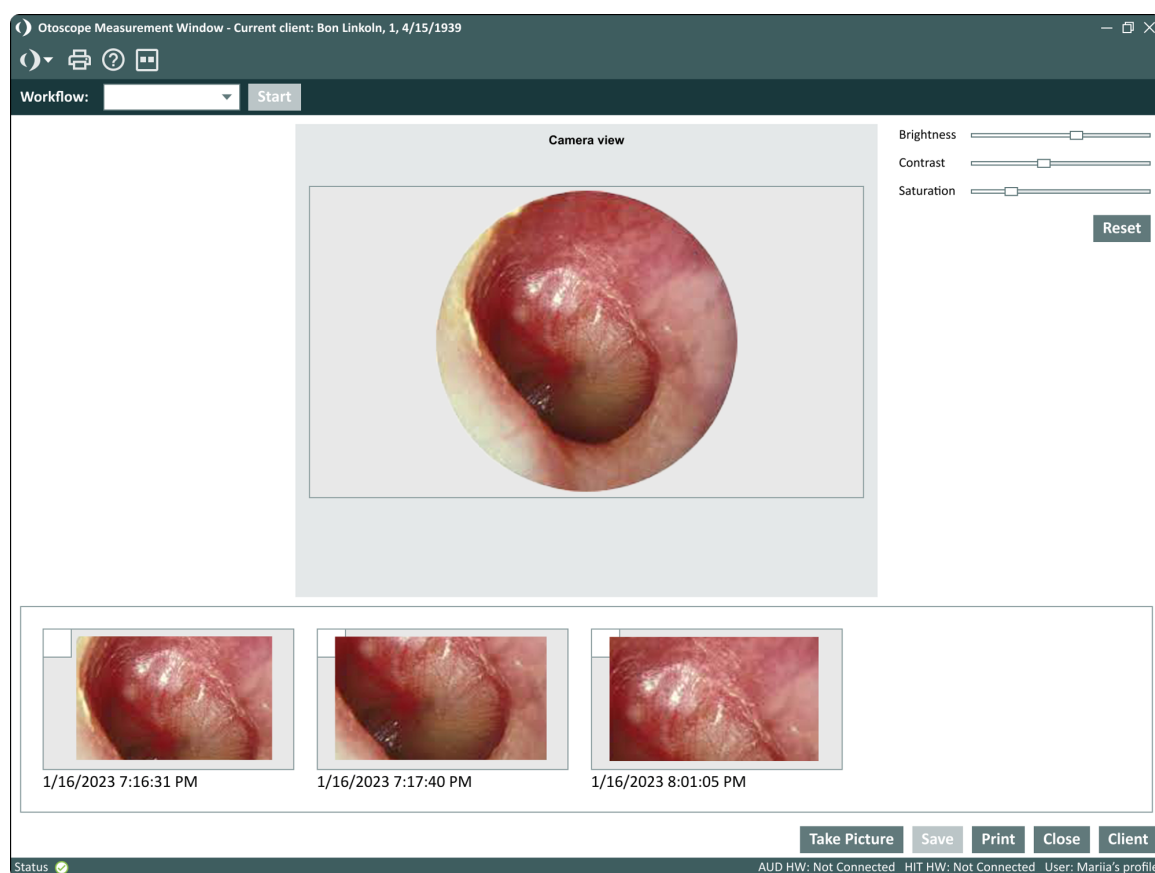 Otoscope Measurement Window - Current client: Bon Linkoln, 1, 4/15/1939
Workflow:
Start
Camera view
Brightness
Contrast
Saturation
Reset
1/16/2023 7:16:31 PM
1/16/2023 7:17:40 PM
1/16/2023 8:01:05 PM
Take Picture
Save
Print
Close
Client
Status
AUD HW: Not Connected HIT HW: Not Connected User: Mariia's profile